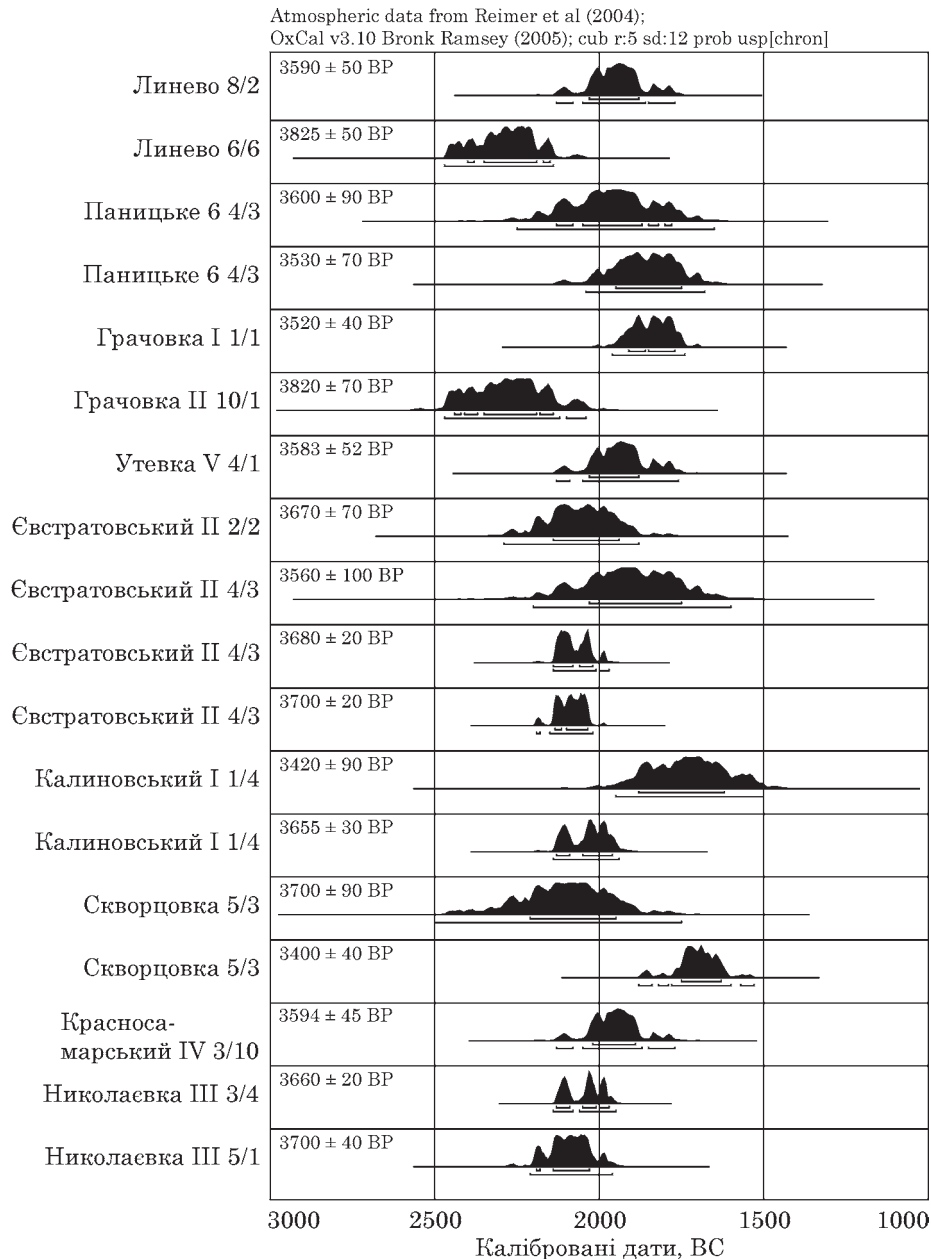 Atmospheric data from Reimer et al (2004);
OxCal v3.10 Bronk Ramsey (2005); cub r:5 sd:12 prob usp[chron]
Линево 8/2 3590 ± 50 BP
Линево 6/6 3825 ± 50 BP
Паницьке 6 4/3 3600 ± 90 BP
Паницьке 6 4/3 3530 ± 70 BP
Грачовка I 1/1 3520 ± 40 BP
Грачовка II 10/1 3820 ± 70 BP
Утевка V 4/1 3583 ± 52 BP
Євстратовський II 2/2 3670 ± 70 BP
Євстратовський II 4/3 3560 ± 100 BP
Євстратовський II 4/3 3680 ± 20 BP
Євстратовський II 4/3 3700 ± 20 BP
Калиновський I 1/4 3420 ± 90 BP
Калиновський I 1/4 3655 ± 30 BP
Скворцовка 5/3 3700 ± 90 BP
Скворцовка 5/3 3400 ± 40 BP
Красноса-
марський IV 3/10 3594 ± 45 BP
Николаєвка III 3/4 3660 ± 20 BP
Николаєвка III 5/1 3700 ± 40 BP
3000 2500 2000 1500 1000
Калібровані дати, BC